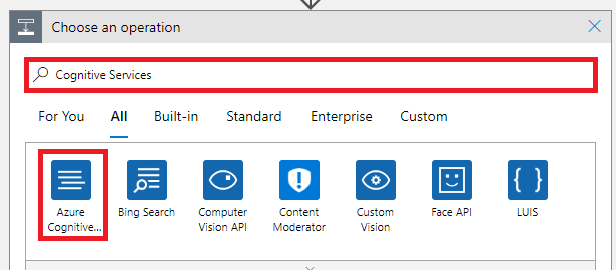 Choose an operation
Cognitive Services
For You All Built-in Standard Enterprise Custom
Azure Cognitive...
Bing Search
Computer Vision API
Content Moderator
Custom Vision
Face API
LUIS